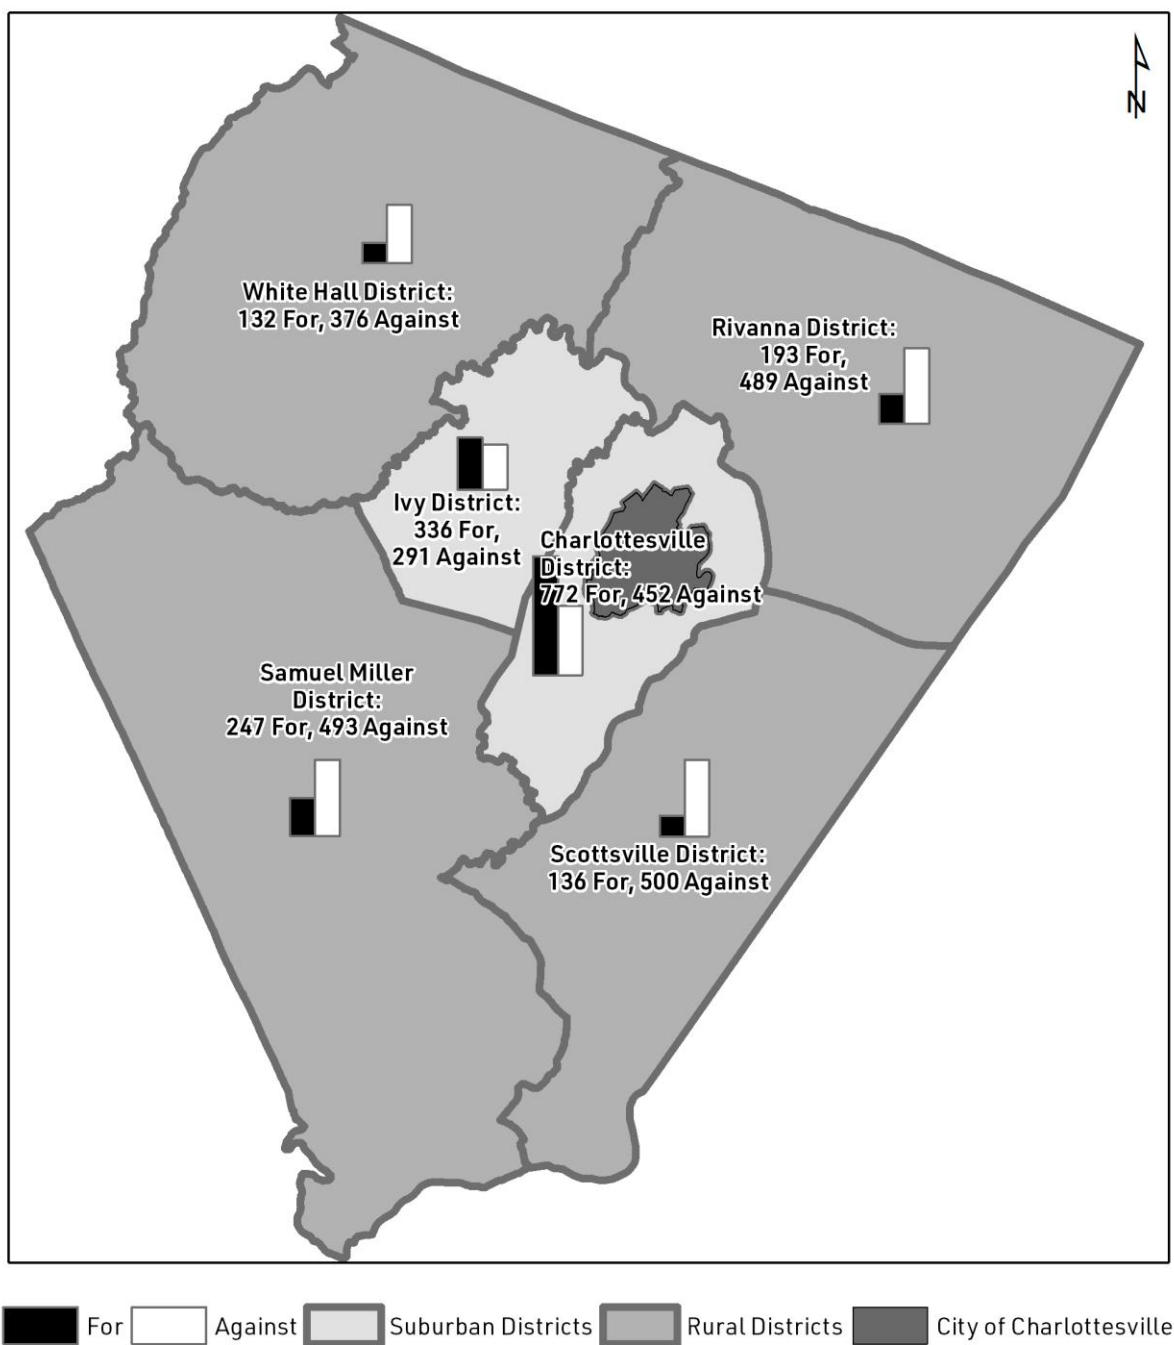 N
White Hall District:
132 For, 376 Against
Rivanna District:
193 For,
489 Against
Ivy District:
336 For,
291 Against
Charlottesville
District:
772 For, 452 Against
Samuel Miller
District:
247 For, 493 Against
Scottsville District:
136 For, 500 Against
For Against Suburban Districts Rural Districts City of Charlottesville